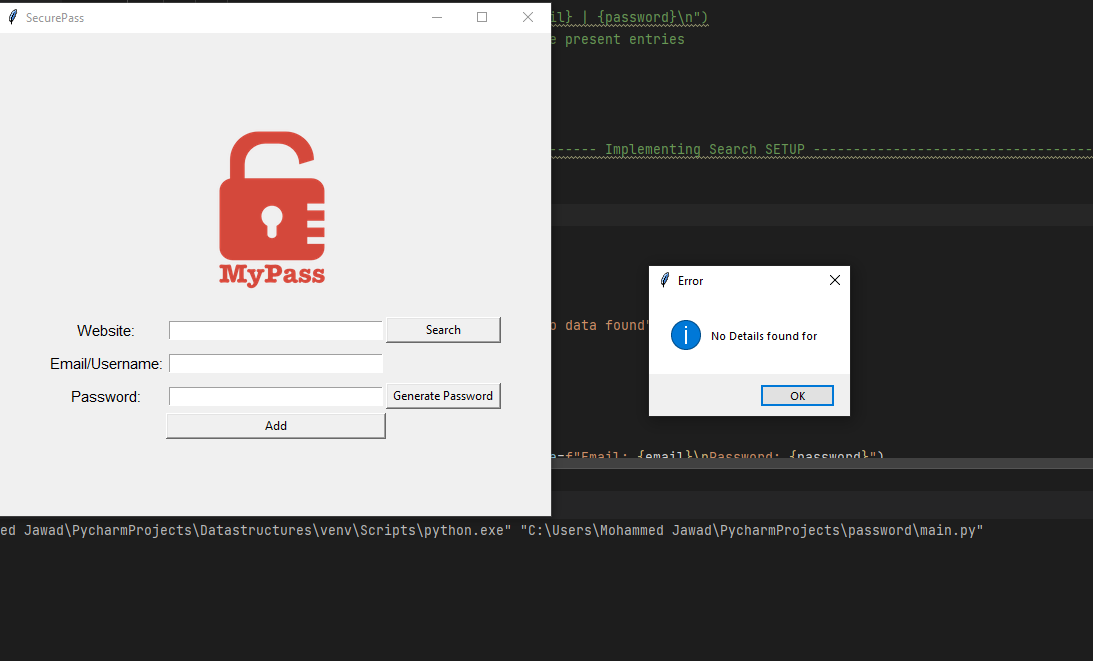 SecurePass
il} | {password}\n")
e present entries
------ Implementing Search SETUP -----------------------------------
MyPass
Error
No Details found for
OK
o data found"
Website:
Search
Email/Username:
Password:
Generate Password
Add
e=f"Email: {email}\nPassword: {password}")
ed Jawad\PycharmProjects\Datastructures\venv\Scripts\python.exe" "C:\Users\Mohammed Jawad\PycharmProjects\password\main.py"